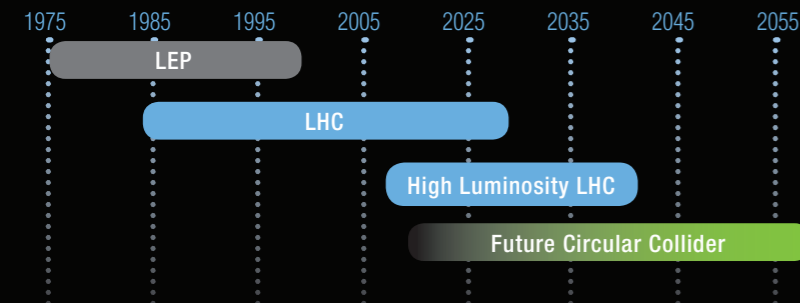 1975 1985 1995 2005 2025 2035 2045 2055
LEP
LHC
High Luminosity LHC
Future Circular Collider